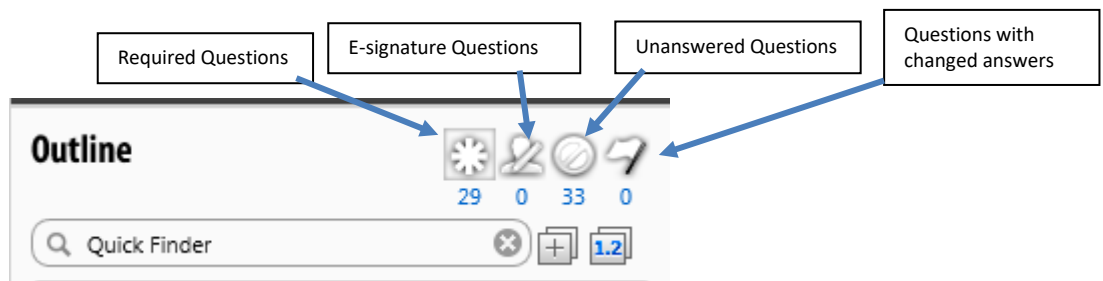 Required Questions
E-signature Questions
Unanswered Questions
Questions with
changed answers
Outline
29 0 33 0
Quick Finder
1.2